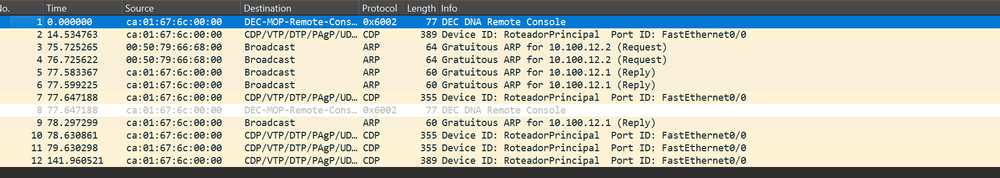 No. Time Source Destination Protocol Length Info
1 0.000000 ca:01:67:6c:00:00 DEC-MOP-Remote-Cons… 0x6002 77 DEC DNA Remote Console
2 14.534763 ca:01:67:6c:00:00 CDP/VTP/DTP/PAgP/UD… CDP 389 Device ID: RoteadorPrincipal Port ID: FastEthernet0/0
3 75.725265 00:50:79:66:68:00 Broadcast ARP 64 Gratuitous ARP for 10.100.12.2 (Request)
4 76.725622 00:50:79:66:68:00 Broadcast ARP 64 Gratuitous ARP for 10.100.12.2 (Request)
5 77.583367 ca:01:67:6c:00:00 Broadcast ARP 60 Gratuitous ARP for 10.100.12.1 (Reply)
6 77.599225 ca:01:67:6c:00:00 Broadcast ARP 60 Gratuitous ARP for 10.100.12.1 (Reply)
7 77.647188 ca:01:67:6c:00:00 CDP/VTP/DTP/PAgP/UD… CDP 355 Device ID: RoteadorPrincipal Port ID: FastEthernet0/0
8 77.647188 ca:01:67:6c:00:00 DEC-MOP-Remote-Cons… 0x6002 77 DEC DNA Remote Console
9 78.297299 ca:01:67:6c:00:00 Broadcast ARP 60 Gratuitous ARP for 10.100.12.1 (Reply)
10 78.630861 ca:01:67:6c:00:00 CDP/VTP/DTP/PAgP/UD… CDP 355 Device ID: RoteadorPrincipal Port ID: FastEthernet0/0
11 79.630298 ca:01:67:6c:00:00 CDP/VTP/DTP/PAgP/UD… CDP 355 Device ID: RoteadorPrincipal Port ID: FastEthernet0/0
12 141.960521 ca:01:67:6c:00:00 CDP/VTP/DTP/PAgP/UD… CDP 389 Device ID: RoteadorPrincipal Port ID: FastEthernet0/0